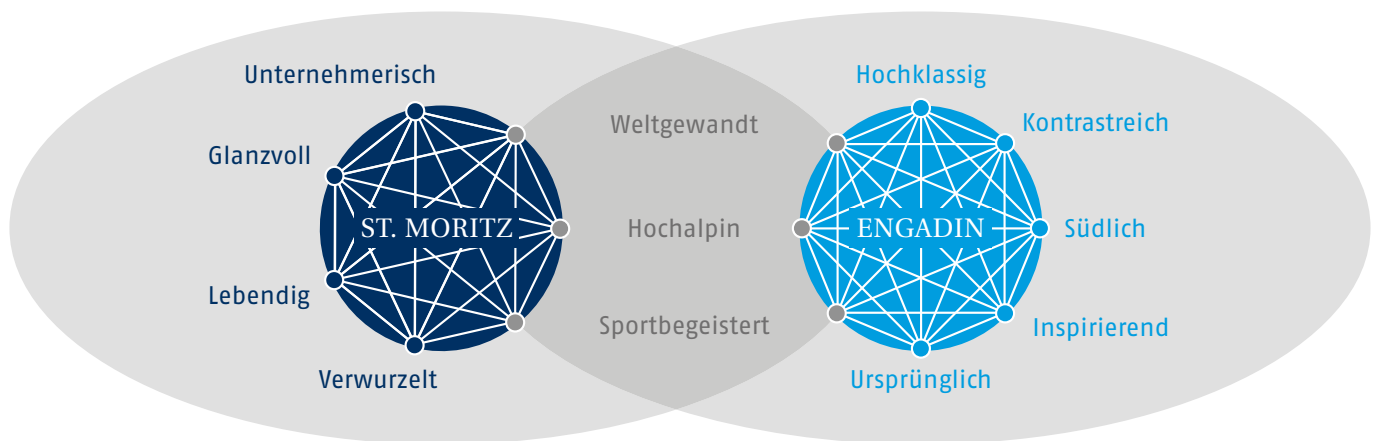 Unternehmerisch
Glanzvoll
ST. MORITZ
Lebendig
Verwurzelt
Weltgewandt
Hochalpin
Sportbegeistert
Hochklassig
Kontrastreich
ENGADIN
Südlich
Inspirierend
Ursprünglich